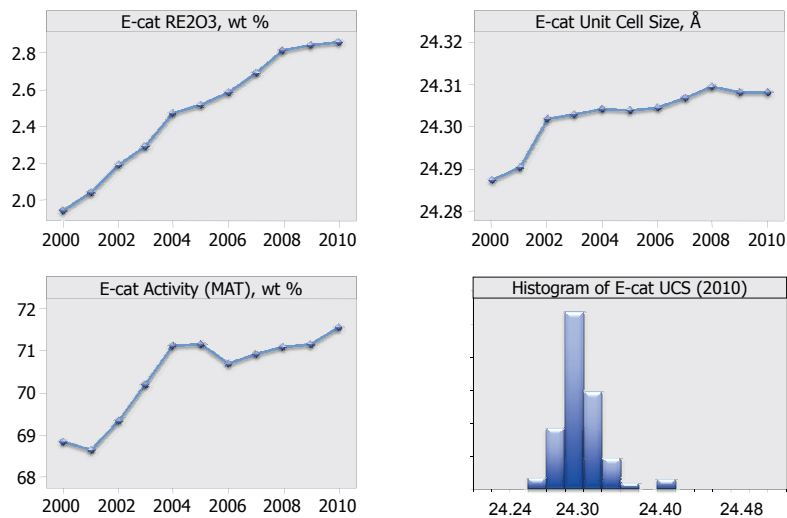 E-cat RE2O3, wt %
2.8
2.6
2.4
2.2
2.0
2000 2002 2004 2006 2008 2010
E-cat Unit Cell Size, Å
24.32
24.31
24.30
24.29
24.28
2000 2002 2004 2006 2008 2010
E-cat Activity (MAT), wt %
72
71
70
69
68
2000 2002 2004 2006 2008 2010
Histogram of E-cat UCS (2010)
24.24 24.30 24.40 24.48